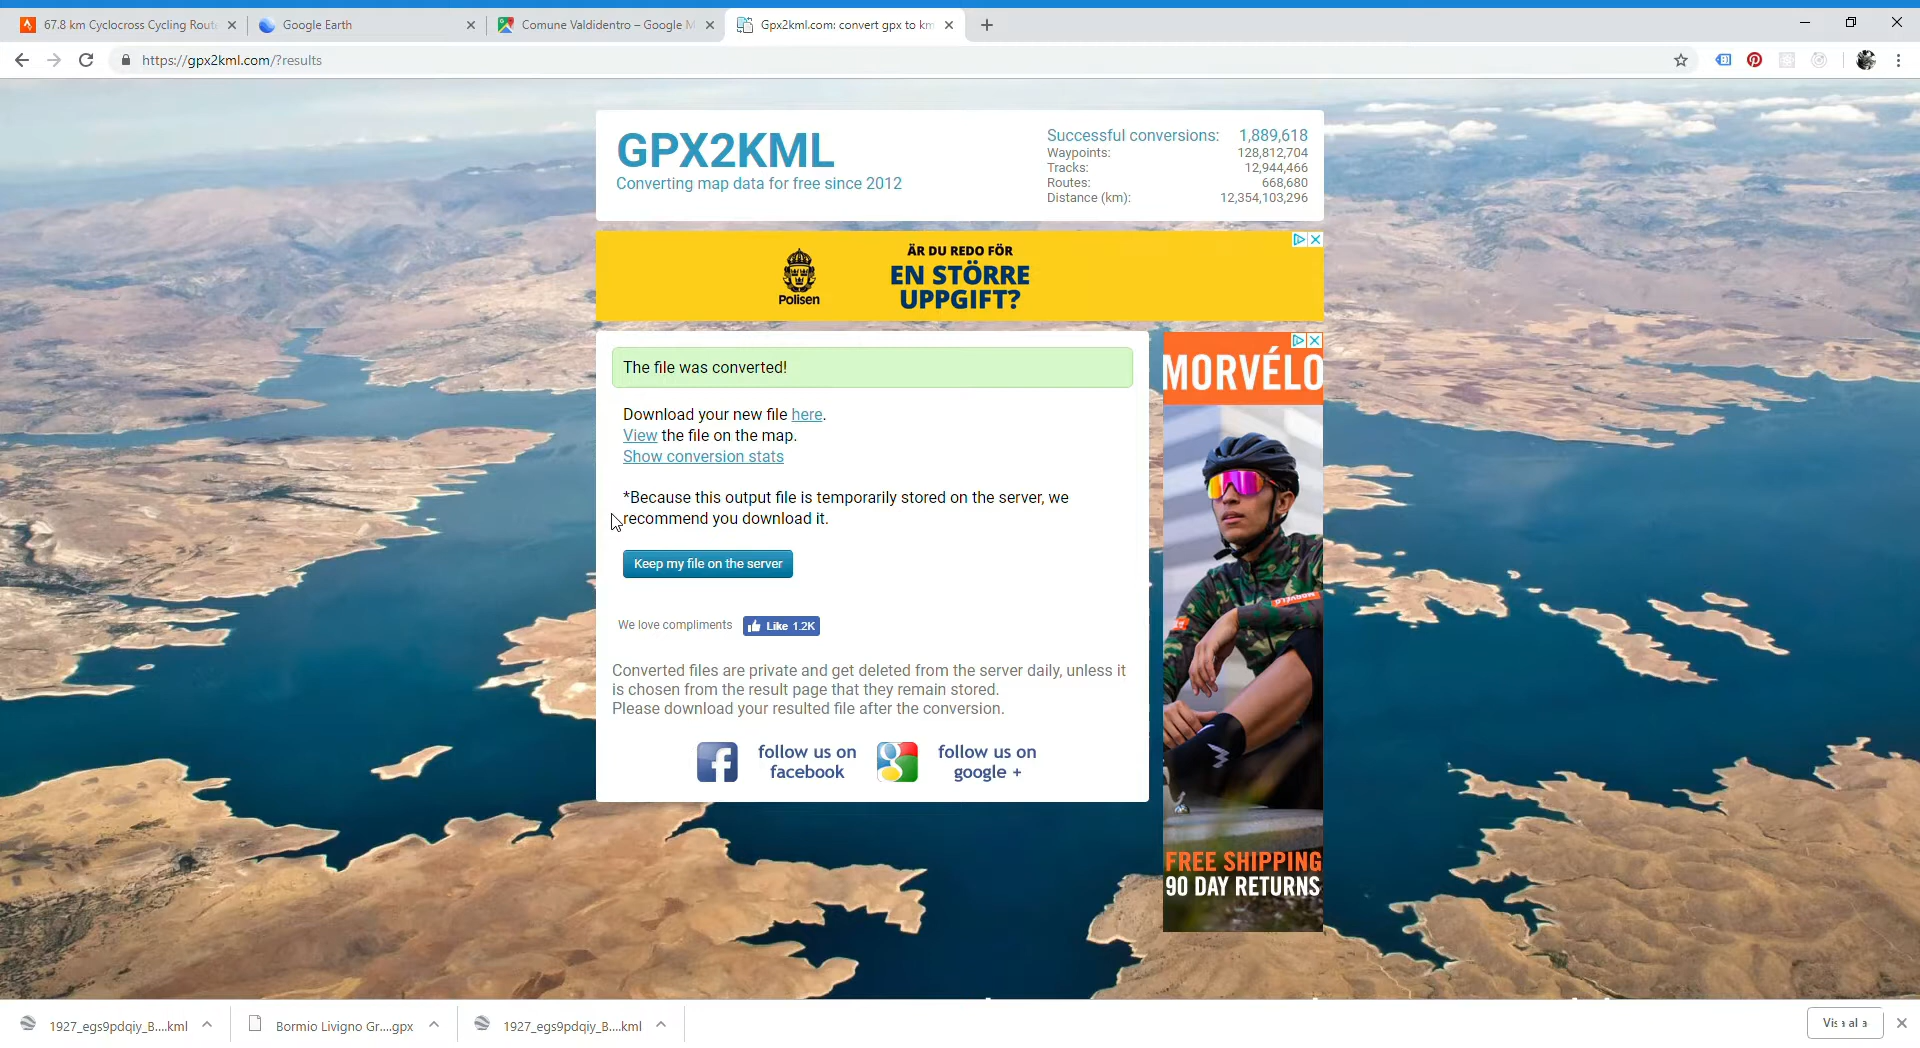 67.8 km Cyclocross Cycling Route
Google Earth
Comune Valdidentro – Google M
Gpx2kml.com: convert gpx to km
https://gpx2kml.com/?results
GPX2KML
Converting map data for free since 2012
Successful conversions: 1,889,618
Waypoints: 128,812,704
Tracks: 12,944,466
Routes: 668,680
Distance (km): 12,354,103,296
Polisen
ÄR DU REDO FÖR
EN STÖRRE
UPPGIFT?
The file was converted!
Download your new file here.
View the file on the map.
Show conversion stats
*Because this output file is temporarily stored on the server, we
recommend you download it.
Keep my file on the server
We love compliments
Like 1.2K
Converted files are private and get deleted from the server daily, unless it
is chosen from the result page that they remain stored.
Please download your resulted file after the conversion.
follow us on
facebook
follow us on
google +
MORVÉLO
FREE SHIPPING
90 DAY RETURNS
1927_egs9pdqiy_B....kml
Bormio Livigno Gr....gpx
1927_egs9pdqiy_B....kml
Visa alla